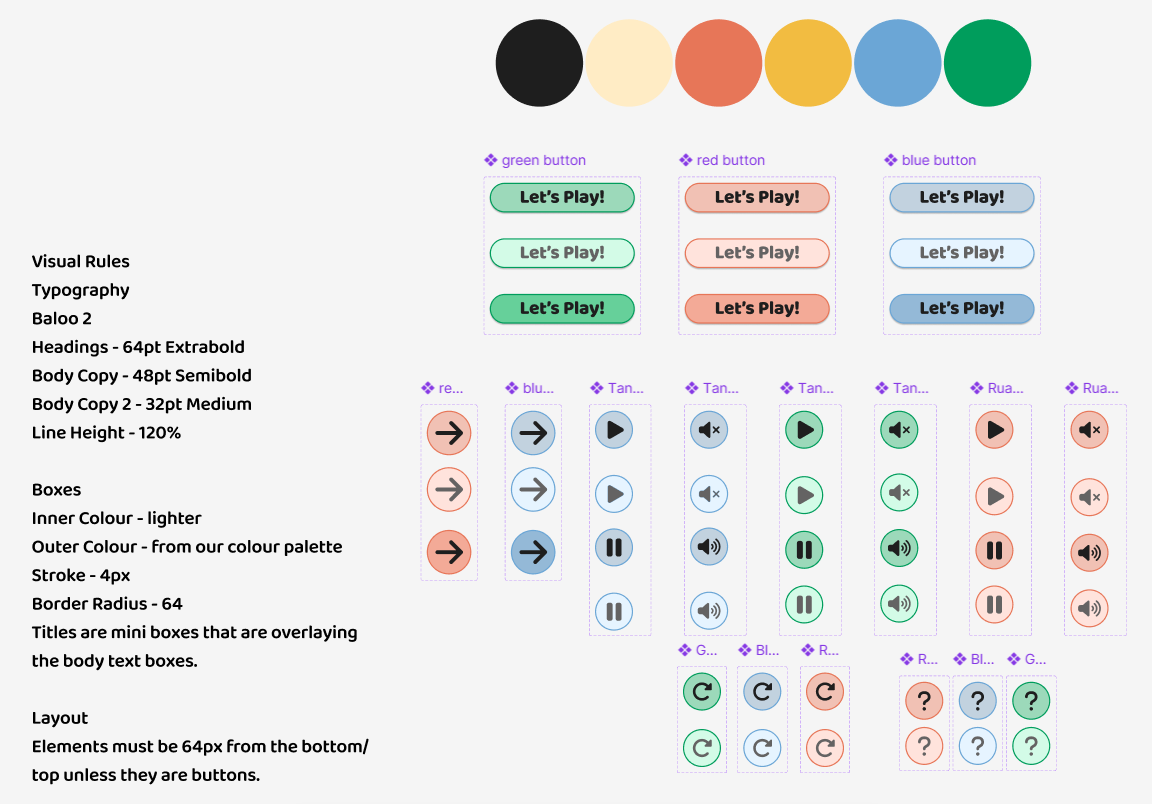 green button
red button
blue button
Let's Play!
Let's Play!
Let's Play!
Let's Play!
Let's Play!
Let's Play!
Let's Play!
Let's Play!
Let's Play!
Visual Rules
Typography
Baloo 2
Headings - 64pt Extrabold
Body Copy - 48pt Semibold
Body Copy 2 - 32pt Medium
Line Height - 120%
Boxes
Inner Colour - lighter
Outer Colour - from our colour palette
Stroke - 4px
Border Radius - 64
Titles are mini boxes that are overlaying
the body text boxes.
Layout
Elements must be 64px from the bottom/
top unless they are buttons.
re...
blu...
Tan...
Tan...
Tan...
Tan...
Rua...
Rua...
G...
Bl...
R...
R...
Bl...
G...
?
?
?
?
?
?